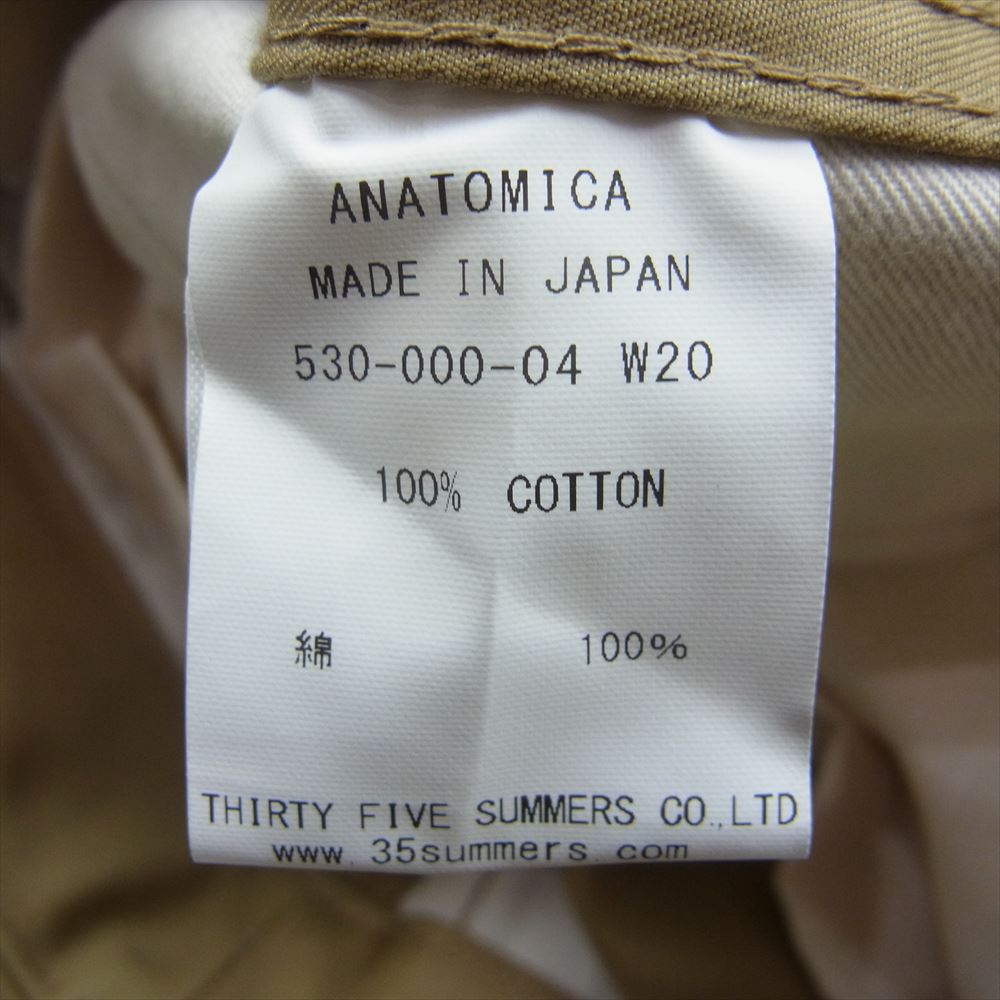 ANATOMICA
MADE IN JAPAN
530-000-04 W20
100% COTTON
綿 100%
THIRTY FIVE SUMMERS CO.,LTD
www.35summers.com